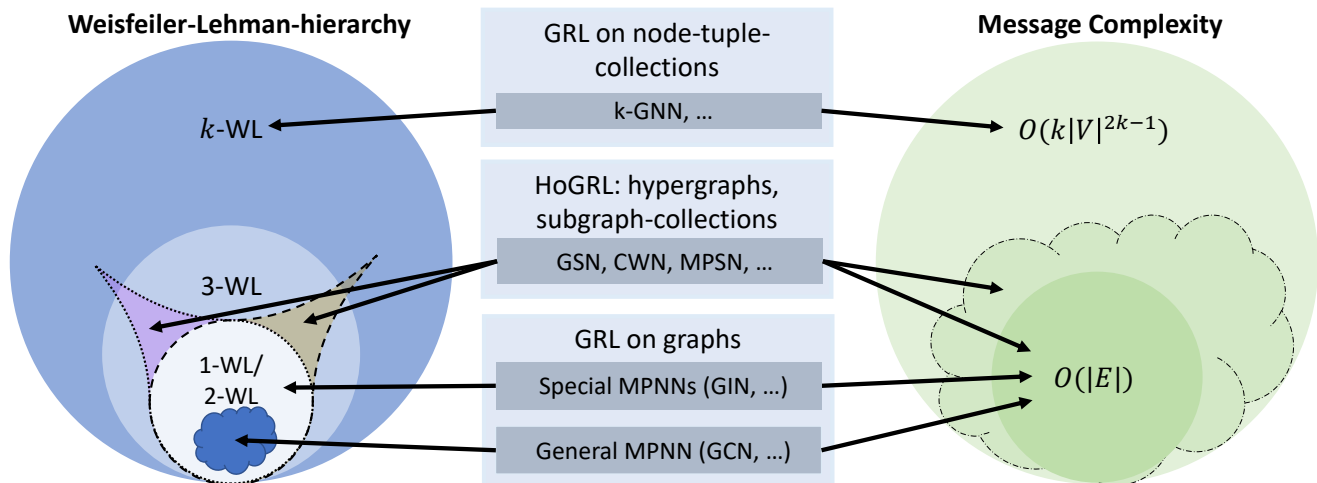 Weisfeiler-Lehman-hierarchy
GRL on node-tuple-
collections
k-GNN, …
Message Complexity
k-WL
O(k|V|^{2k−1})
HoGRL: hypergraphs,
subgraph-collections
GSN, CWN, MPSN, …
3-WL
GRL on graphs
1-WL/
2-WL
Special MPNNs (GIN, …)
O(|E|)
General MPNN (GCN, …)